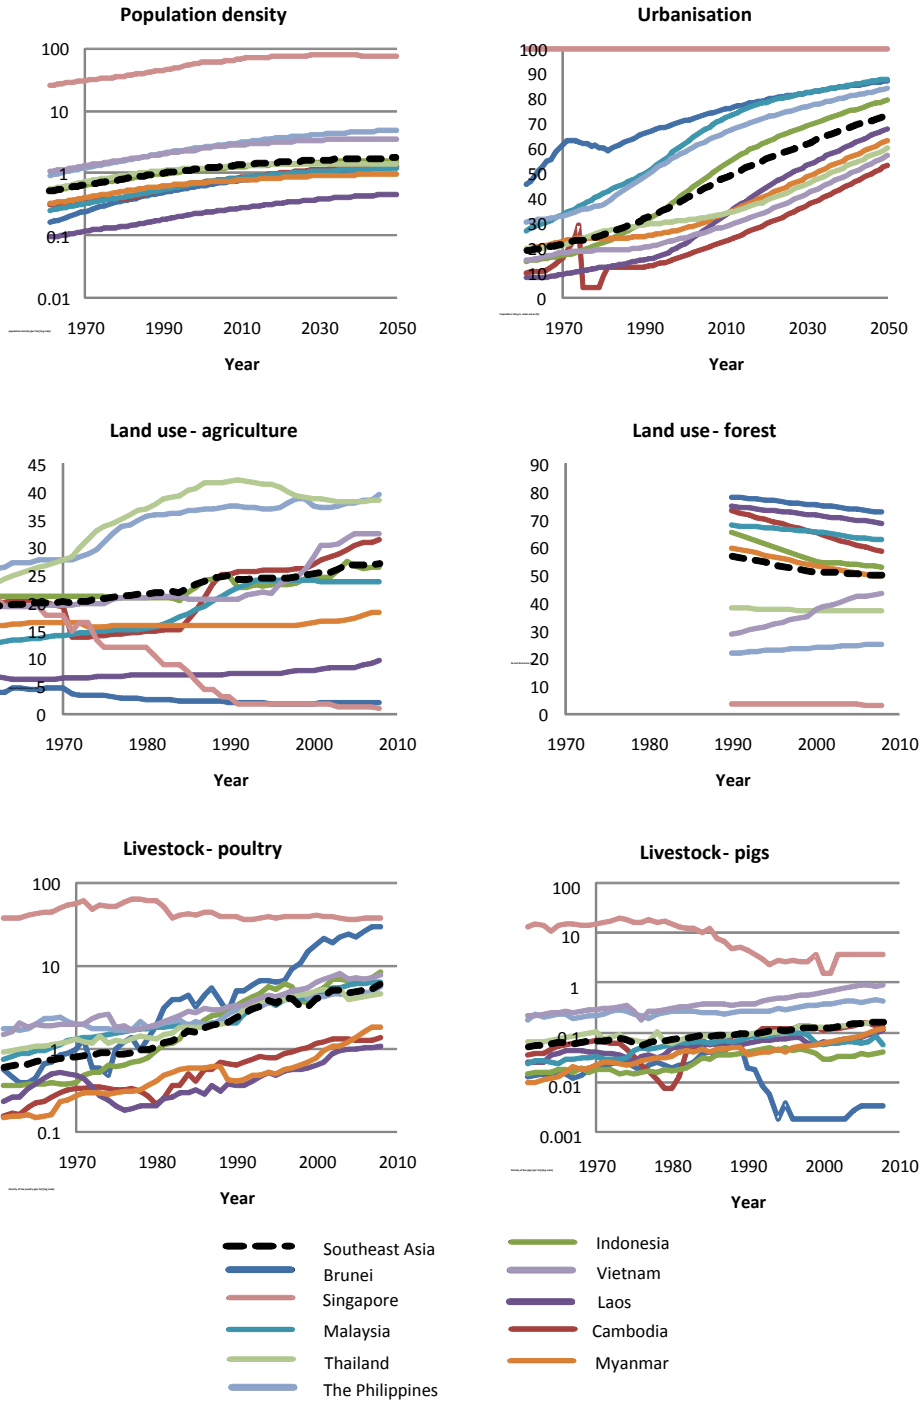 Population density
100
10
1
0.1
0.01
1970 1990 2010 2030 2050
Year
Urbanisation
100
90
80
70
60
50
40
30
20
10
0
1970 1990 2010 2030 2050
Year
Land use - agriculture
45
40
35
30
25
20
15
10
5
0
1970 1980 1990 2000 2010
Year
Land use - forest
90
80
70
60
50
40
30
20
10
0
1970 1980 1990 2000 2010
Year
Livestock- poultry
100
10
1
0.1
1970 1980 1990 2000 2010
Year
Livestock- pigs
100
10
1
0.1
0.01
0.001
1970 1980 1990 2000 2010
Year
Southeast Asia
Brunei
Singapore
Malaysia
Thailand
The Philippines
Indonesia
Vietnam
Laos
Cambodia
Myanmar